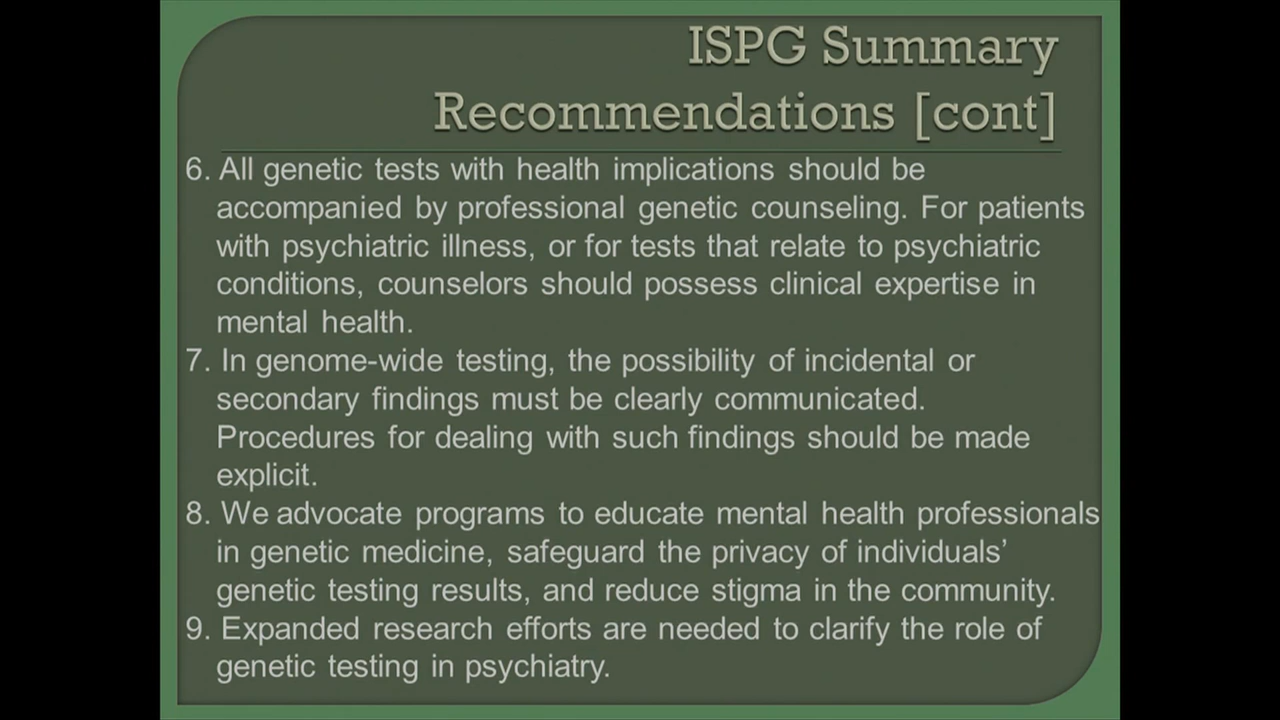 ISPG Summary
Recommendations [cont]
6. All genetic tests with health implications should be
accompanied by professional genetic counseling. For patients
with psychiatric illness, or for tests that relate to psychiatric
conditions, counselors should possess clinical expertise in
mental health.
7. In genome-wide testing, the possibility of incidental or
secondary findings must be clearly communicated.
Procedures for dealing with such findings should be made
explicit.
8. We advocate programs to educate mental health professionals
in genetic medicine, safeguard the privacy of individuals’
genetic testing results, and reduce stigma in the community.
9. Expanded research efforts are needed to clarify the role of
genetic testing in psychiatry.